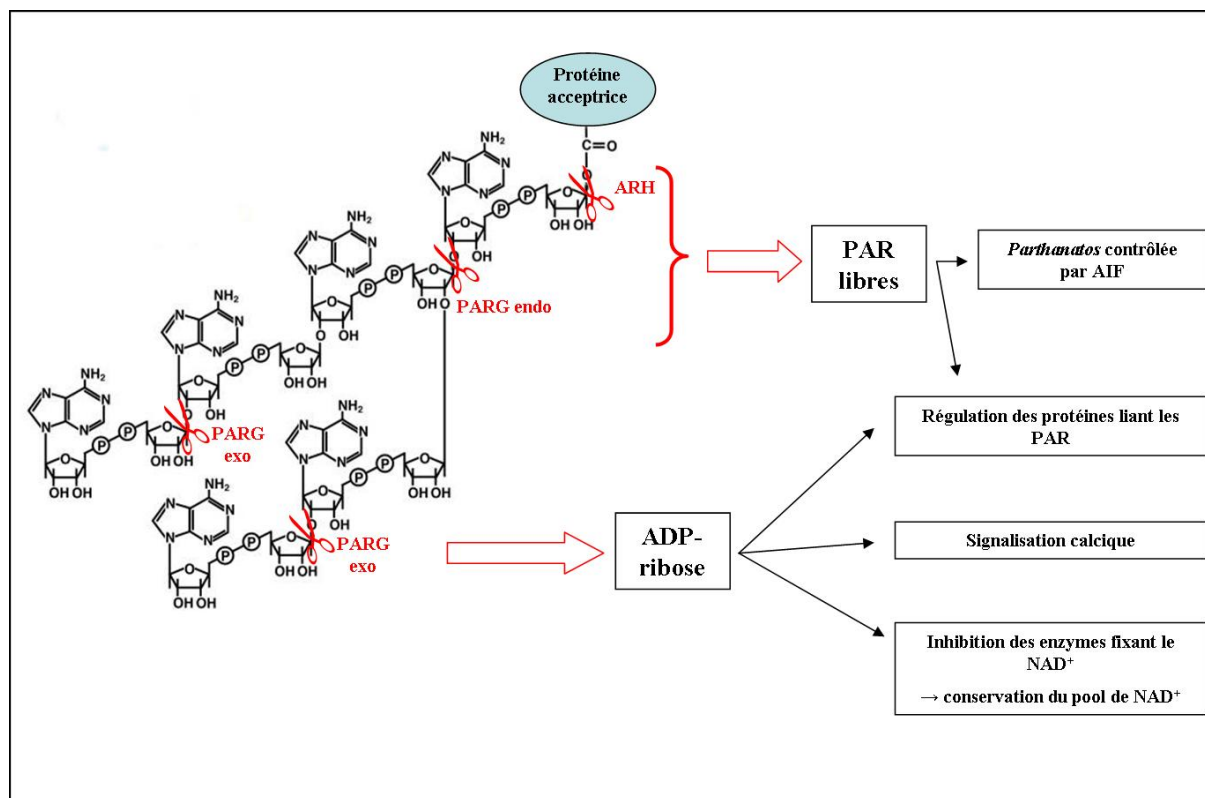 Protéine
acceptrice
C=O
O
ARH
NH₂
N
N
N
N
O
P
P
O
OH OH
O
OH
O
PARG endo
OH
O
NH₂
N
N
N
N
O
P
P
O
OH
O
OH OH
NH₂
N
N
N
N
O
P
P
O
OH
O
PARG
exo
OH OH
NH₂
N
N
N
N
O
P
P
O
OH OH
NH₂
N
N
N
N
O
P
P
O
OH
O
OH OH
PARG
exo
NH₂
N
N
N
N
O
P
P
O
OH OH
OH OH
PAR
libres
Parthanatos contrôlée
par AIF
Régulation des protéines liant les
PAR
ADP-
ribose
Signalisation calcique
Inhibition des enzymes fixant le
NAD⁺
→ conservation du pool de NAD⁺